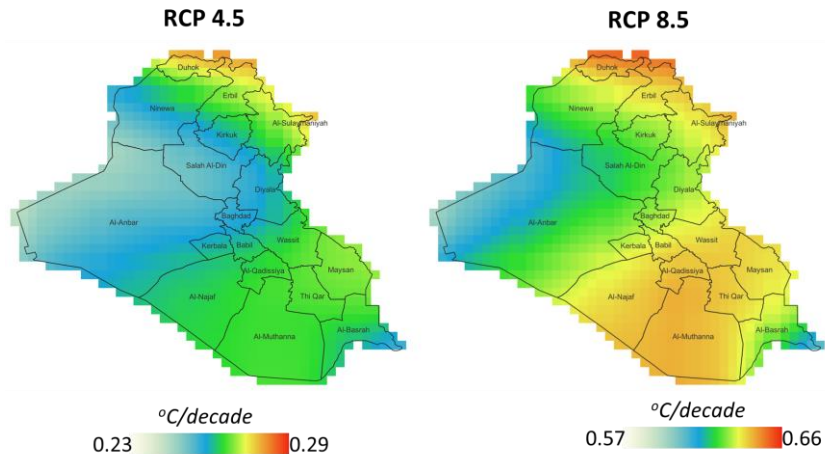 RCP 4.5
Duhok
Erbil
Ninewa
Al-Sulaymaniyah
Kirkuk
Salah Al-Din
Diyala
Al-Anbar
Baghdad
Wassit
Kerbala
Babil
Al-Qadissiya
Maysan
Al-Najaf
Thi Qar
Al-Muthanna
Al-Basrah
°C/decade
0.23
0.29
RCP 8.5
Duhok
Erbil
Ninewa
Al-Sulaymaniyah
Kirkuk
Salah Al-Din
Diyala
Al-Anbar
Baghdad
Wassit
Kerbala
Babil
Al-Qadissiya
Maysan
Al-Najaf
Thi Qar
Al-Muthanna
Al-Basrah
°C/decade
0.57
0.66